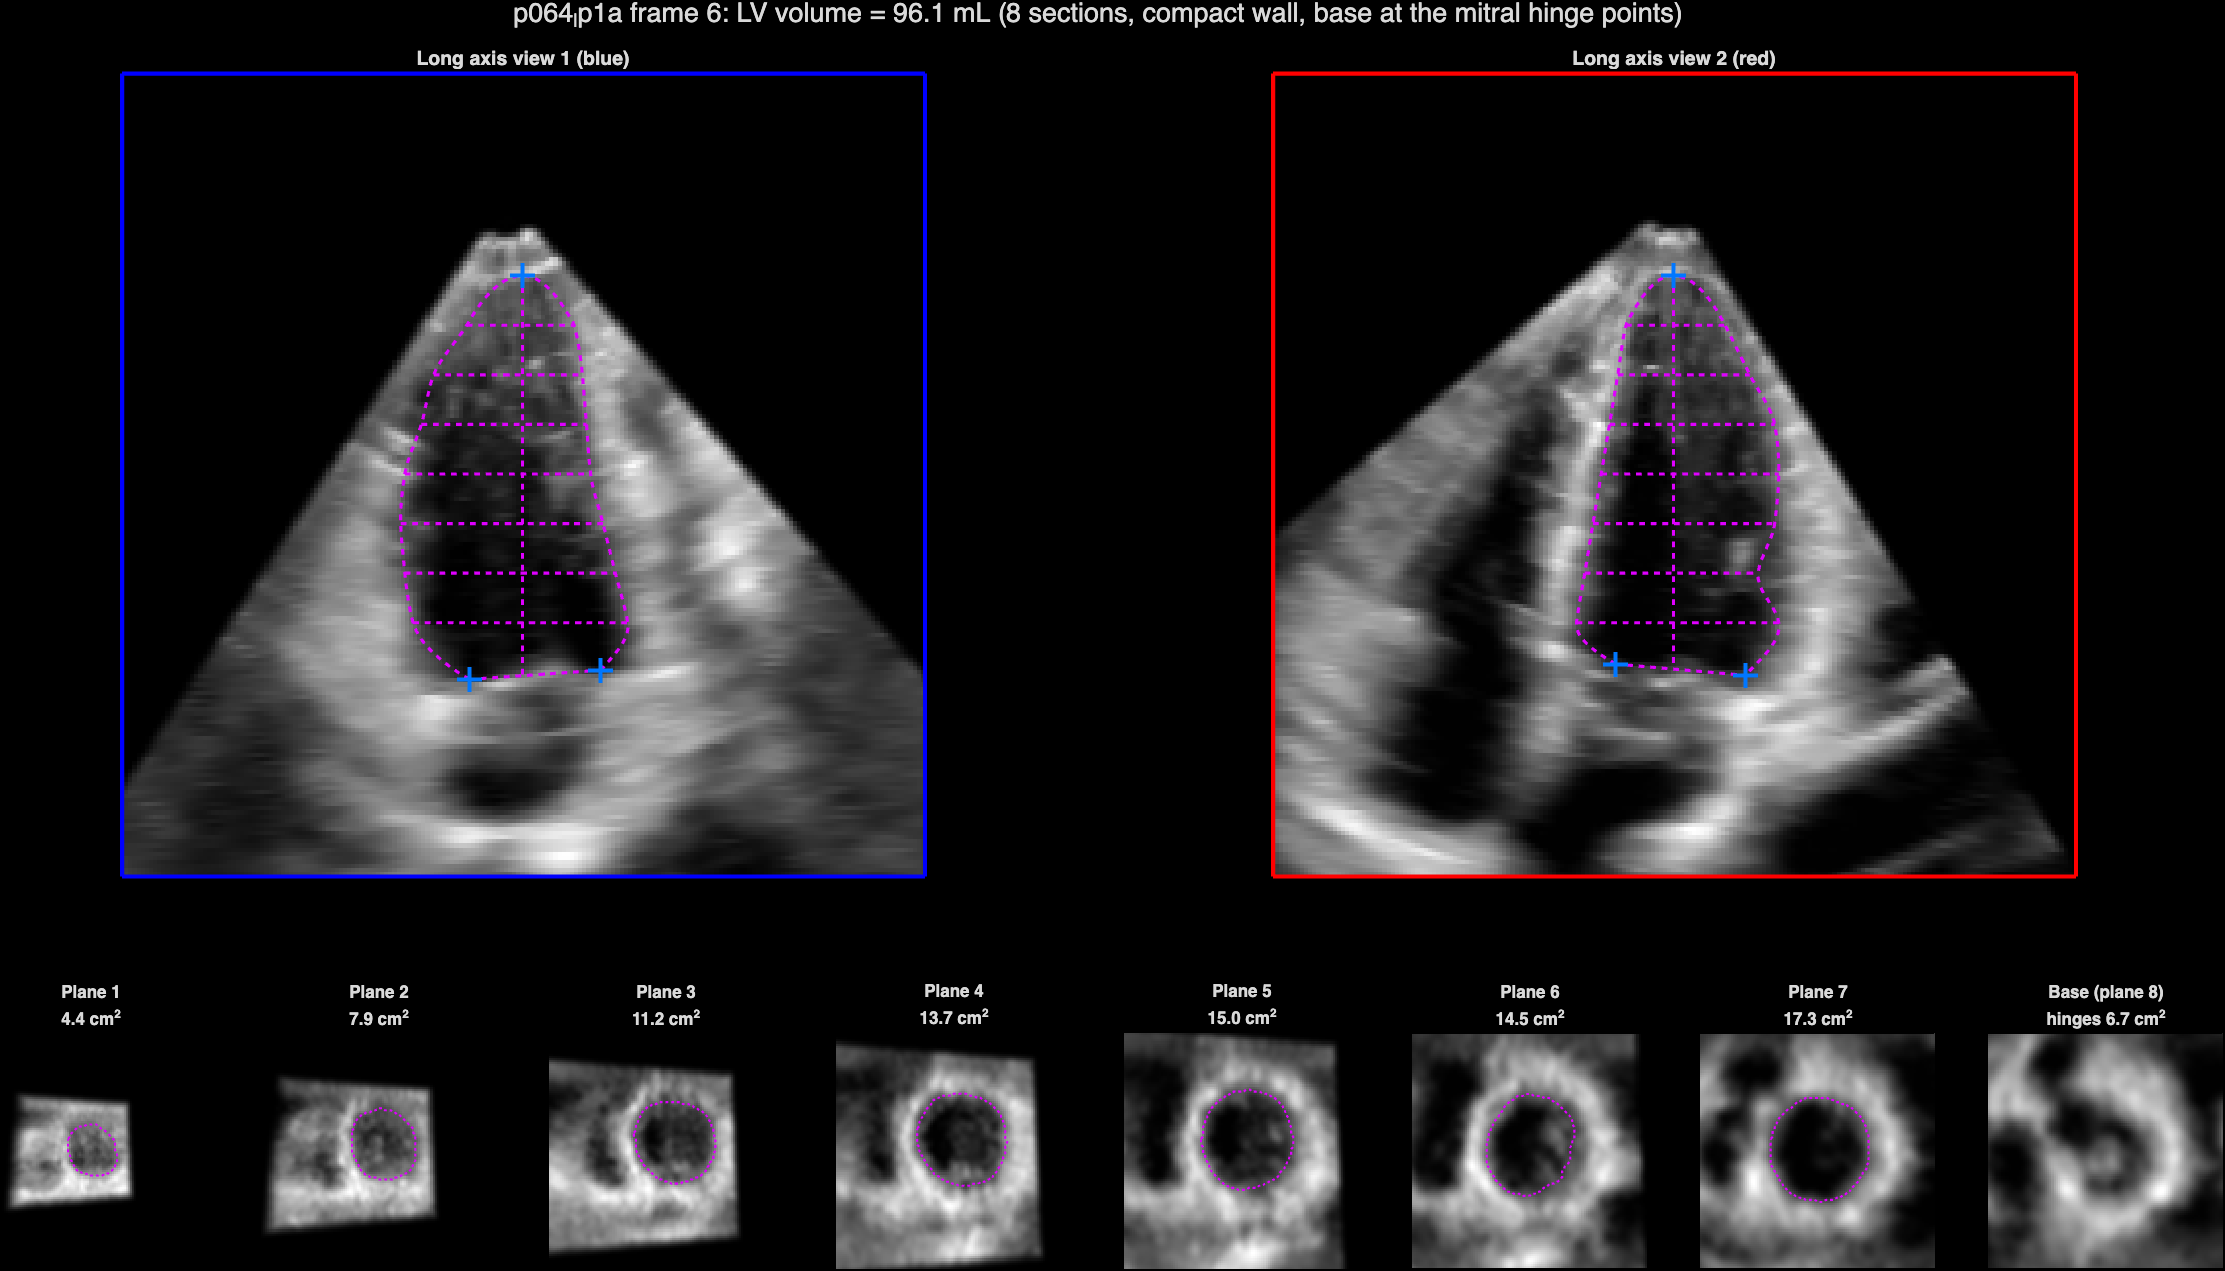 p064ₗp1a frame 6: LV volume = 96.1 mL (8 sections, compact wall, base at the mitral hinge points)
Long axis view 1 (blue)
Long axis view 2 (red)
Plane 1
4.4 cm²
Plane 2
7.9 cm²
Plane 3
11.2 cm²
Plane 4
13.7 cm²
Plane 5
15.0 cm²
Plane 6
14.5 cm²
Plane 7
17.3 cm²
Base (plane 8)
hinges 6.7 cm²